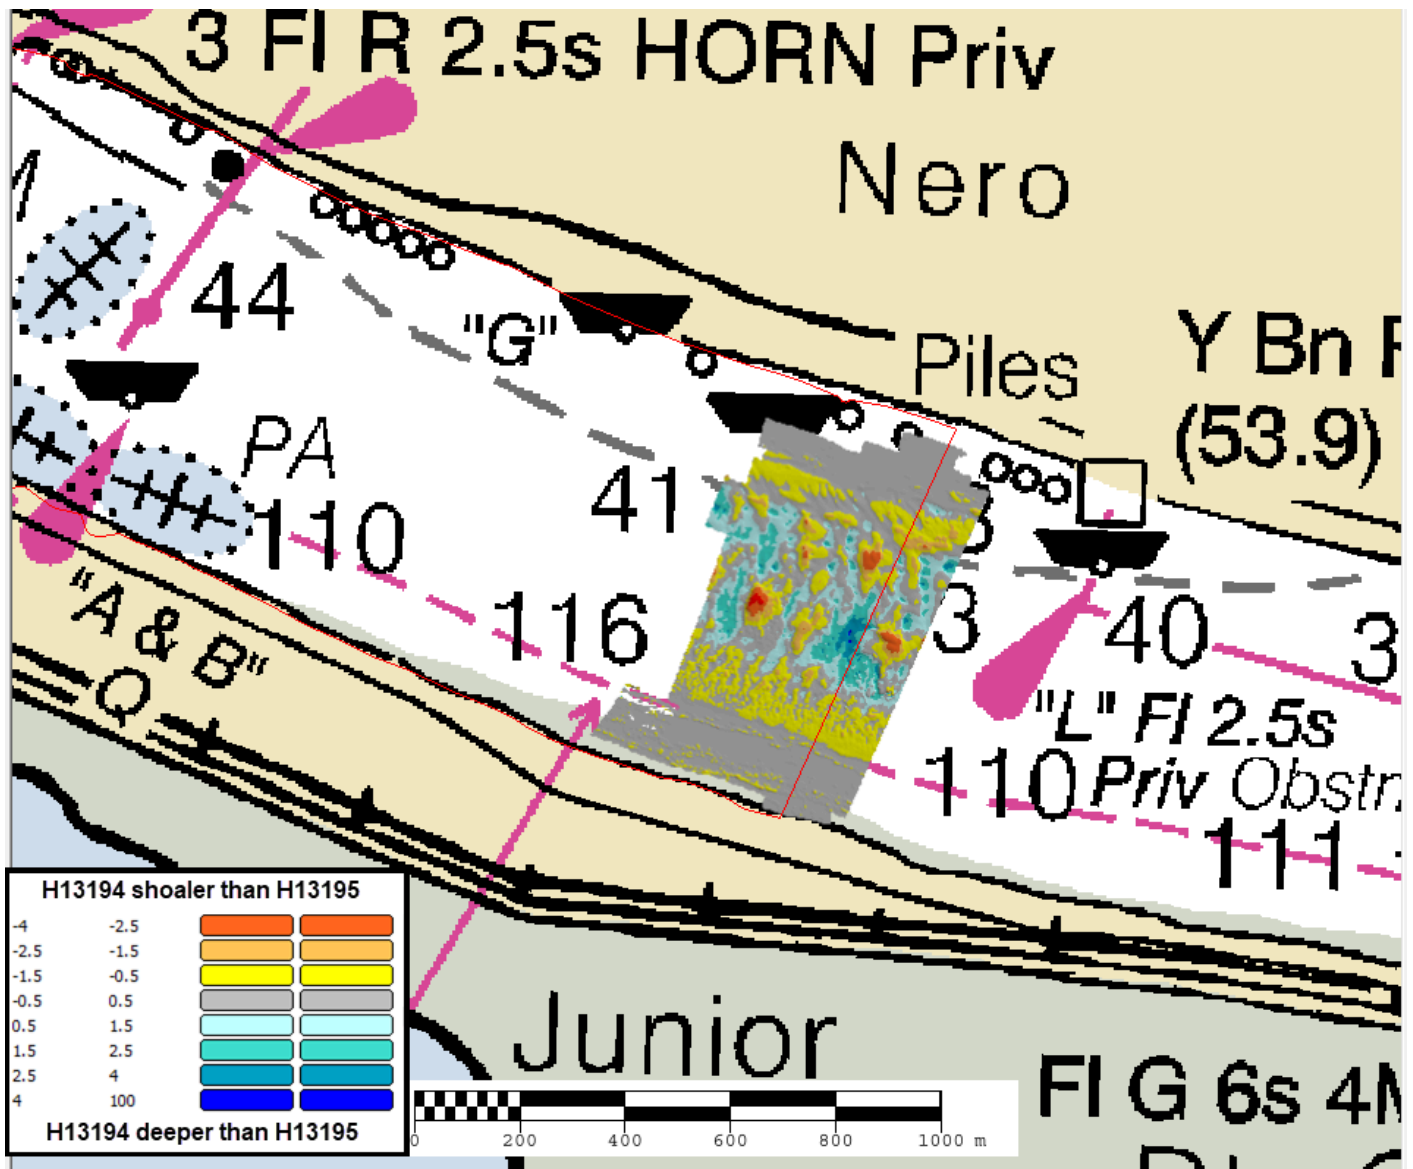 3 Fl R 2.5s HORN Priv
Nero
44
"G"
Piles
Y Bn
(53.9)
PA
41
110
116
3
40
3
"A & B"
"L" Fl 2.5s
Q
110
Priv Obstn
111
H13194 shoaler than H13195
-4 -2.5
-2.5 -1.5
-1.5 -0.5
-0.5 0.5
0.5 1.5
1.5 2.5
2.5 4
4 100
H13194 deeper than H13195
Junior
Fl G 6s 4M
0 200 400 600 800 1000 m